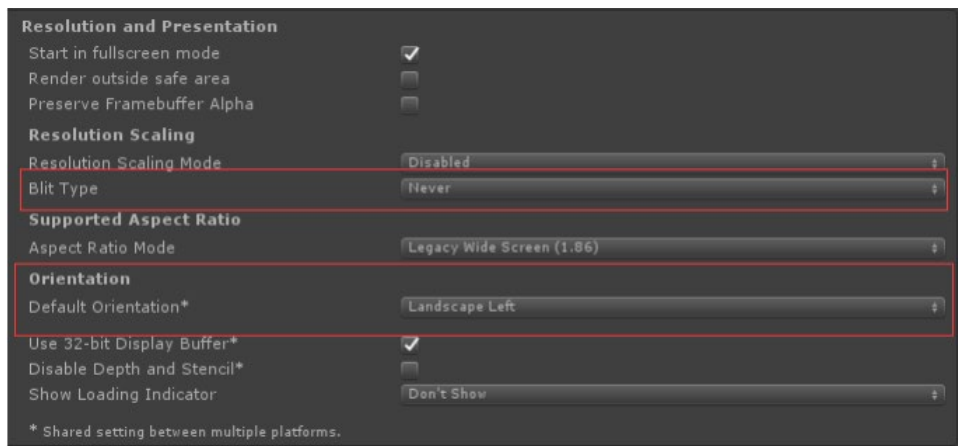 Resolution and Presentation
Start in fullscreen mode
Render outside safe area
Preserve Framebuffer Alpha
Resolution Scaling
Resolution Scaling Mode Disabled
Blit Type Never
Supported Aspect Ratio
Aspect Ratio Mode Legacy Wide Screen (1.86)
Orientation
Default Orientation* Landscape Left
Use 32-bit Display Buffer*
Disable Depth and Stencil*
Show Loading Indicator Don't Show
* Shared setting between multiple platforms.